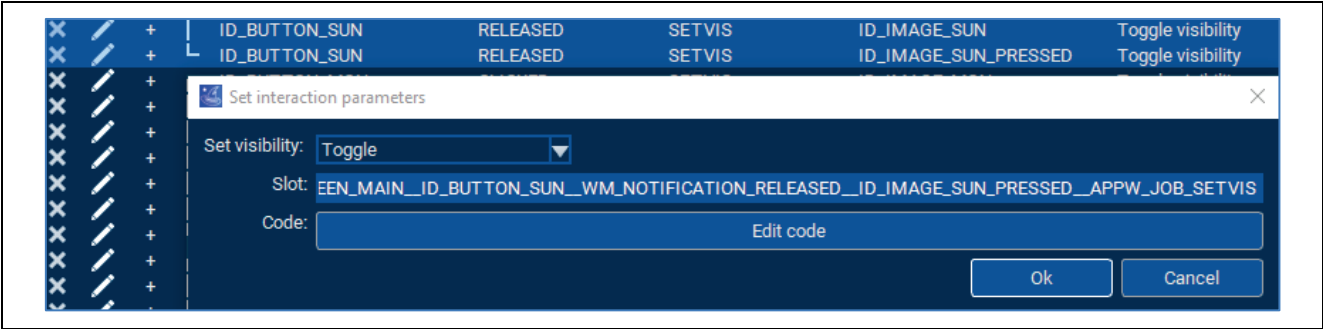 ID_BUTTON_SUN RELEASED SETVIS ID_IMAGE_SUN Toggle visibility
ID_BUTTON_SUN RELEASED SETVIS ID_IMAGE_SUN_PRESSED Toggle visibility
Set interaction parameters
Set visibility: Toggle
Slot: EEN_MAIN__ID_BUTTON_SUN__WM_NOTIFICATION_RELEASED__ID_IMAGE_SUN_PRESSED__APPW_JOB_SETVIS
Code: Edit code
Ok Cancel